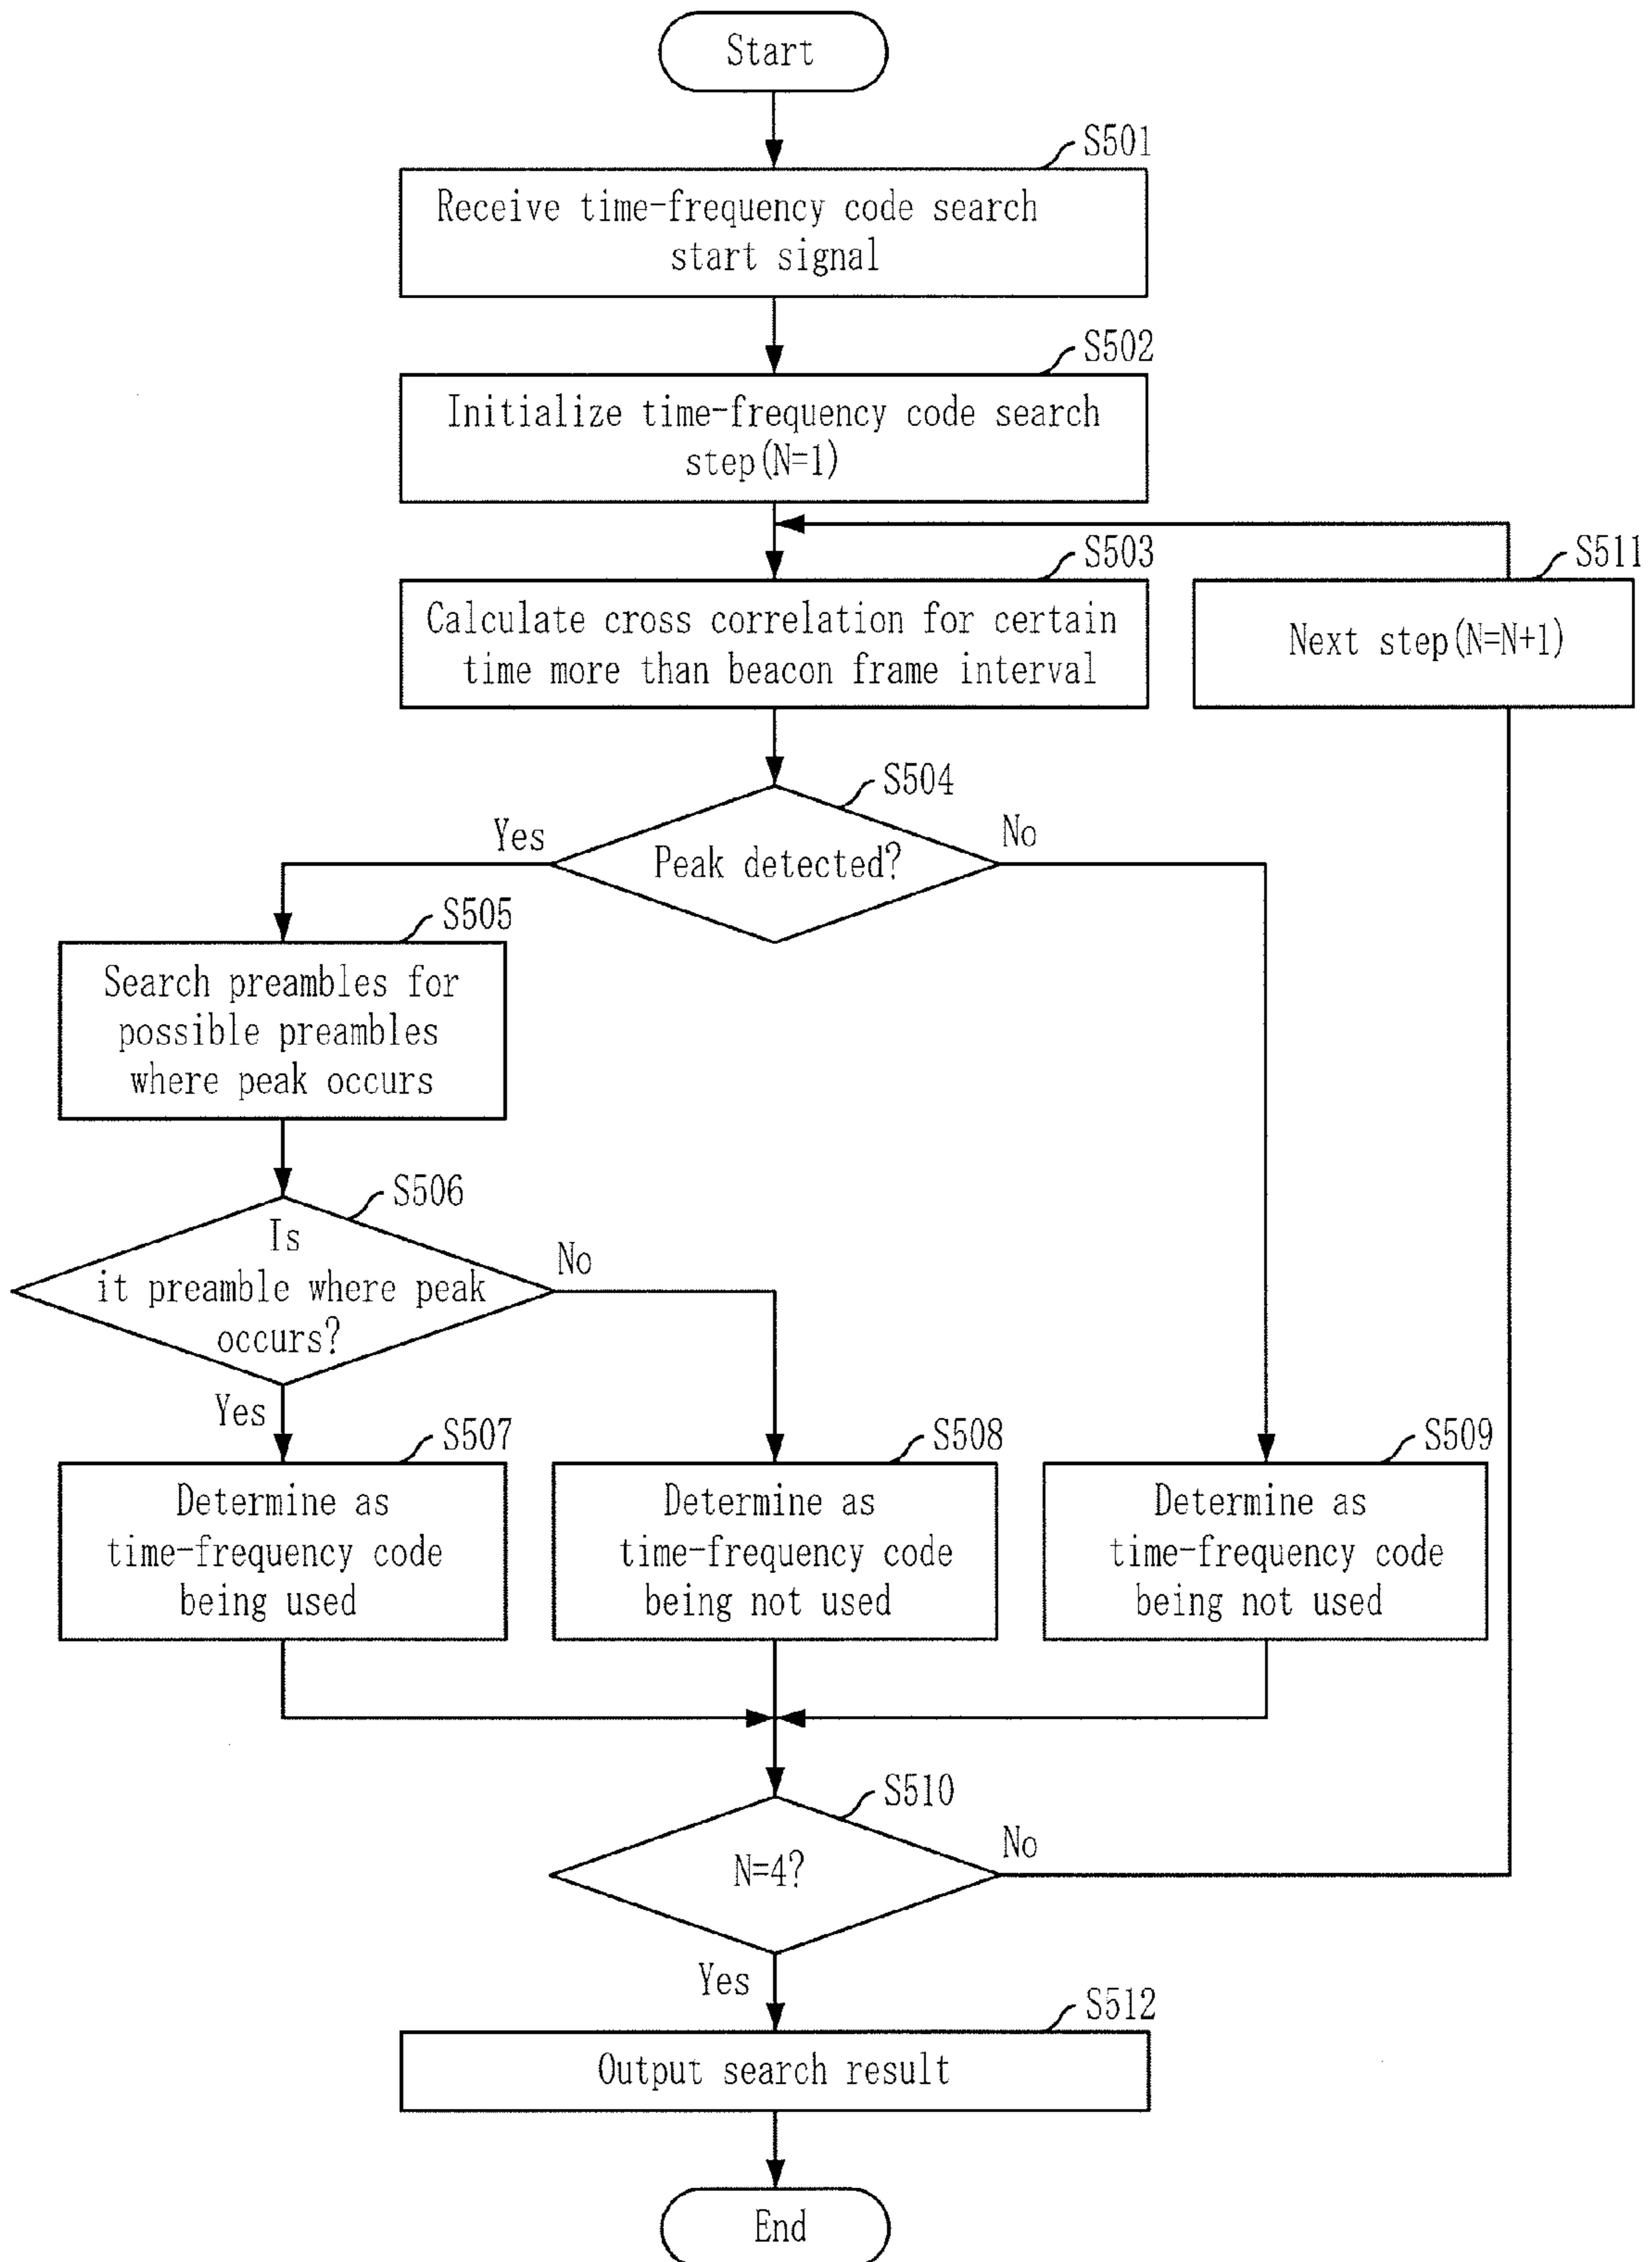 Start
S501
Receive time-frequency code search
start signal
S502
Initialize time-frequency code search
step(N=1)
S503
Calculate cross correlation for certain
time more than beacon frame interval
S511
Next step(N=N+1)
S504
Peak detected?
Yes
No
S505
Search preambles for
possible preambles
where peak occurs
S506
Is
it preamble where peak
occurs?
No
Yes
S507
Determine as
time-frequency code
being used
S508
Determine as
time-frequency code
being not used
S509
Determine as
time-frequency code
being not used
S510
N=4?
No
Yes
S512
Output search result
End